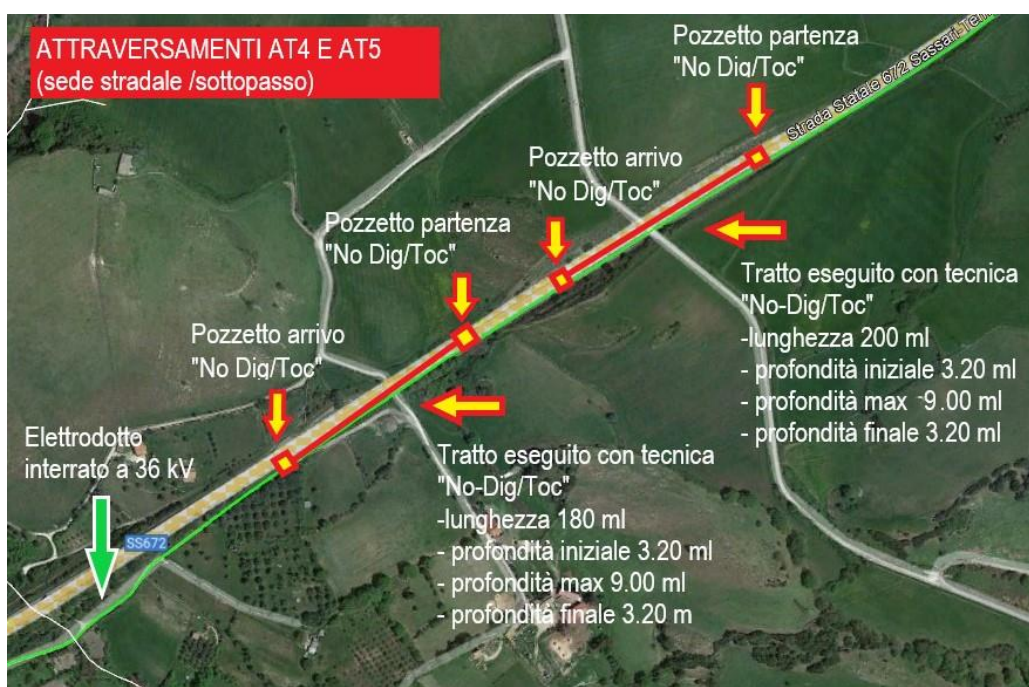 ATTRAVERSAMENTI AT4 E AT5
(sede stradale /sottopasso)
Pozzetto partenza
"No Dig/Toc"
Strada Statale 672 Sassari-Tem
Pozzetto arrivo
"No Dig/Toc"
Pozzetto partenza
"No Dig/Toc"
Tratto eseguito con tecnica
"No-Dig/Toc"
-lunghezza 200 ml
- profondità iniziale 3.20 ml
- profondità max -9.00 ml
- profondità finale 3.20 ml
Pozzetto arrivo
"No Dig/Toc"
Elettrodotto
interrato a 36 kV
Tratto eseguito con tecnica
"No-Dig/Toc"
-lunghezza 180 ml
- profondità iniziale 3.20 ml
- profondità max 9.00 ml
- profondità finale 3.20 m
SS672